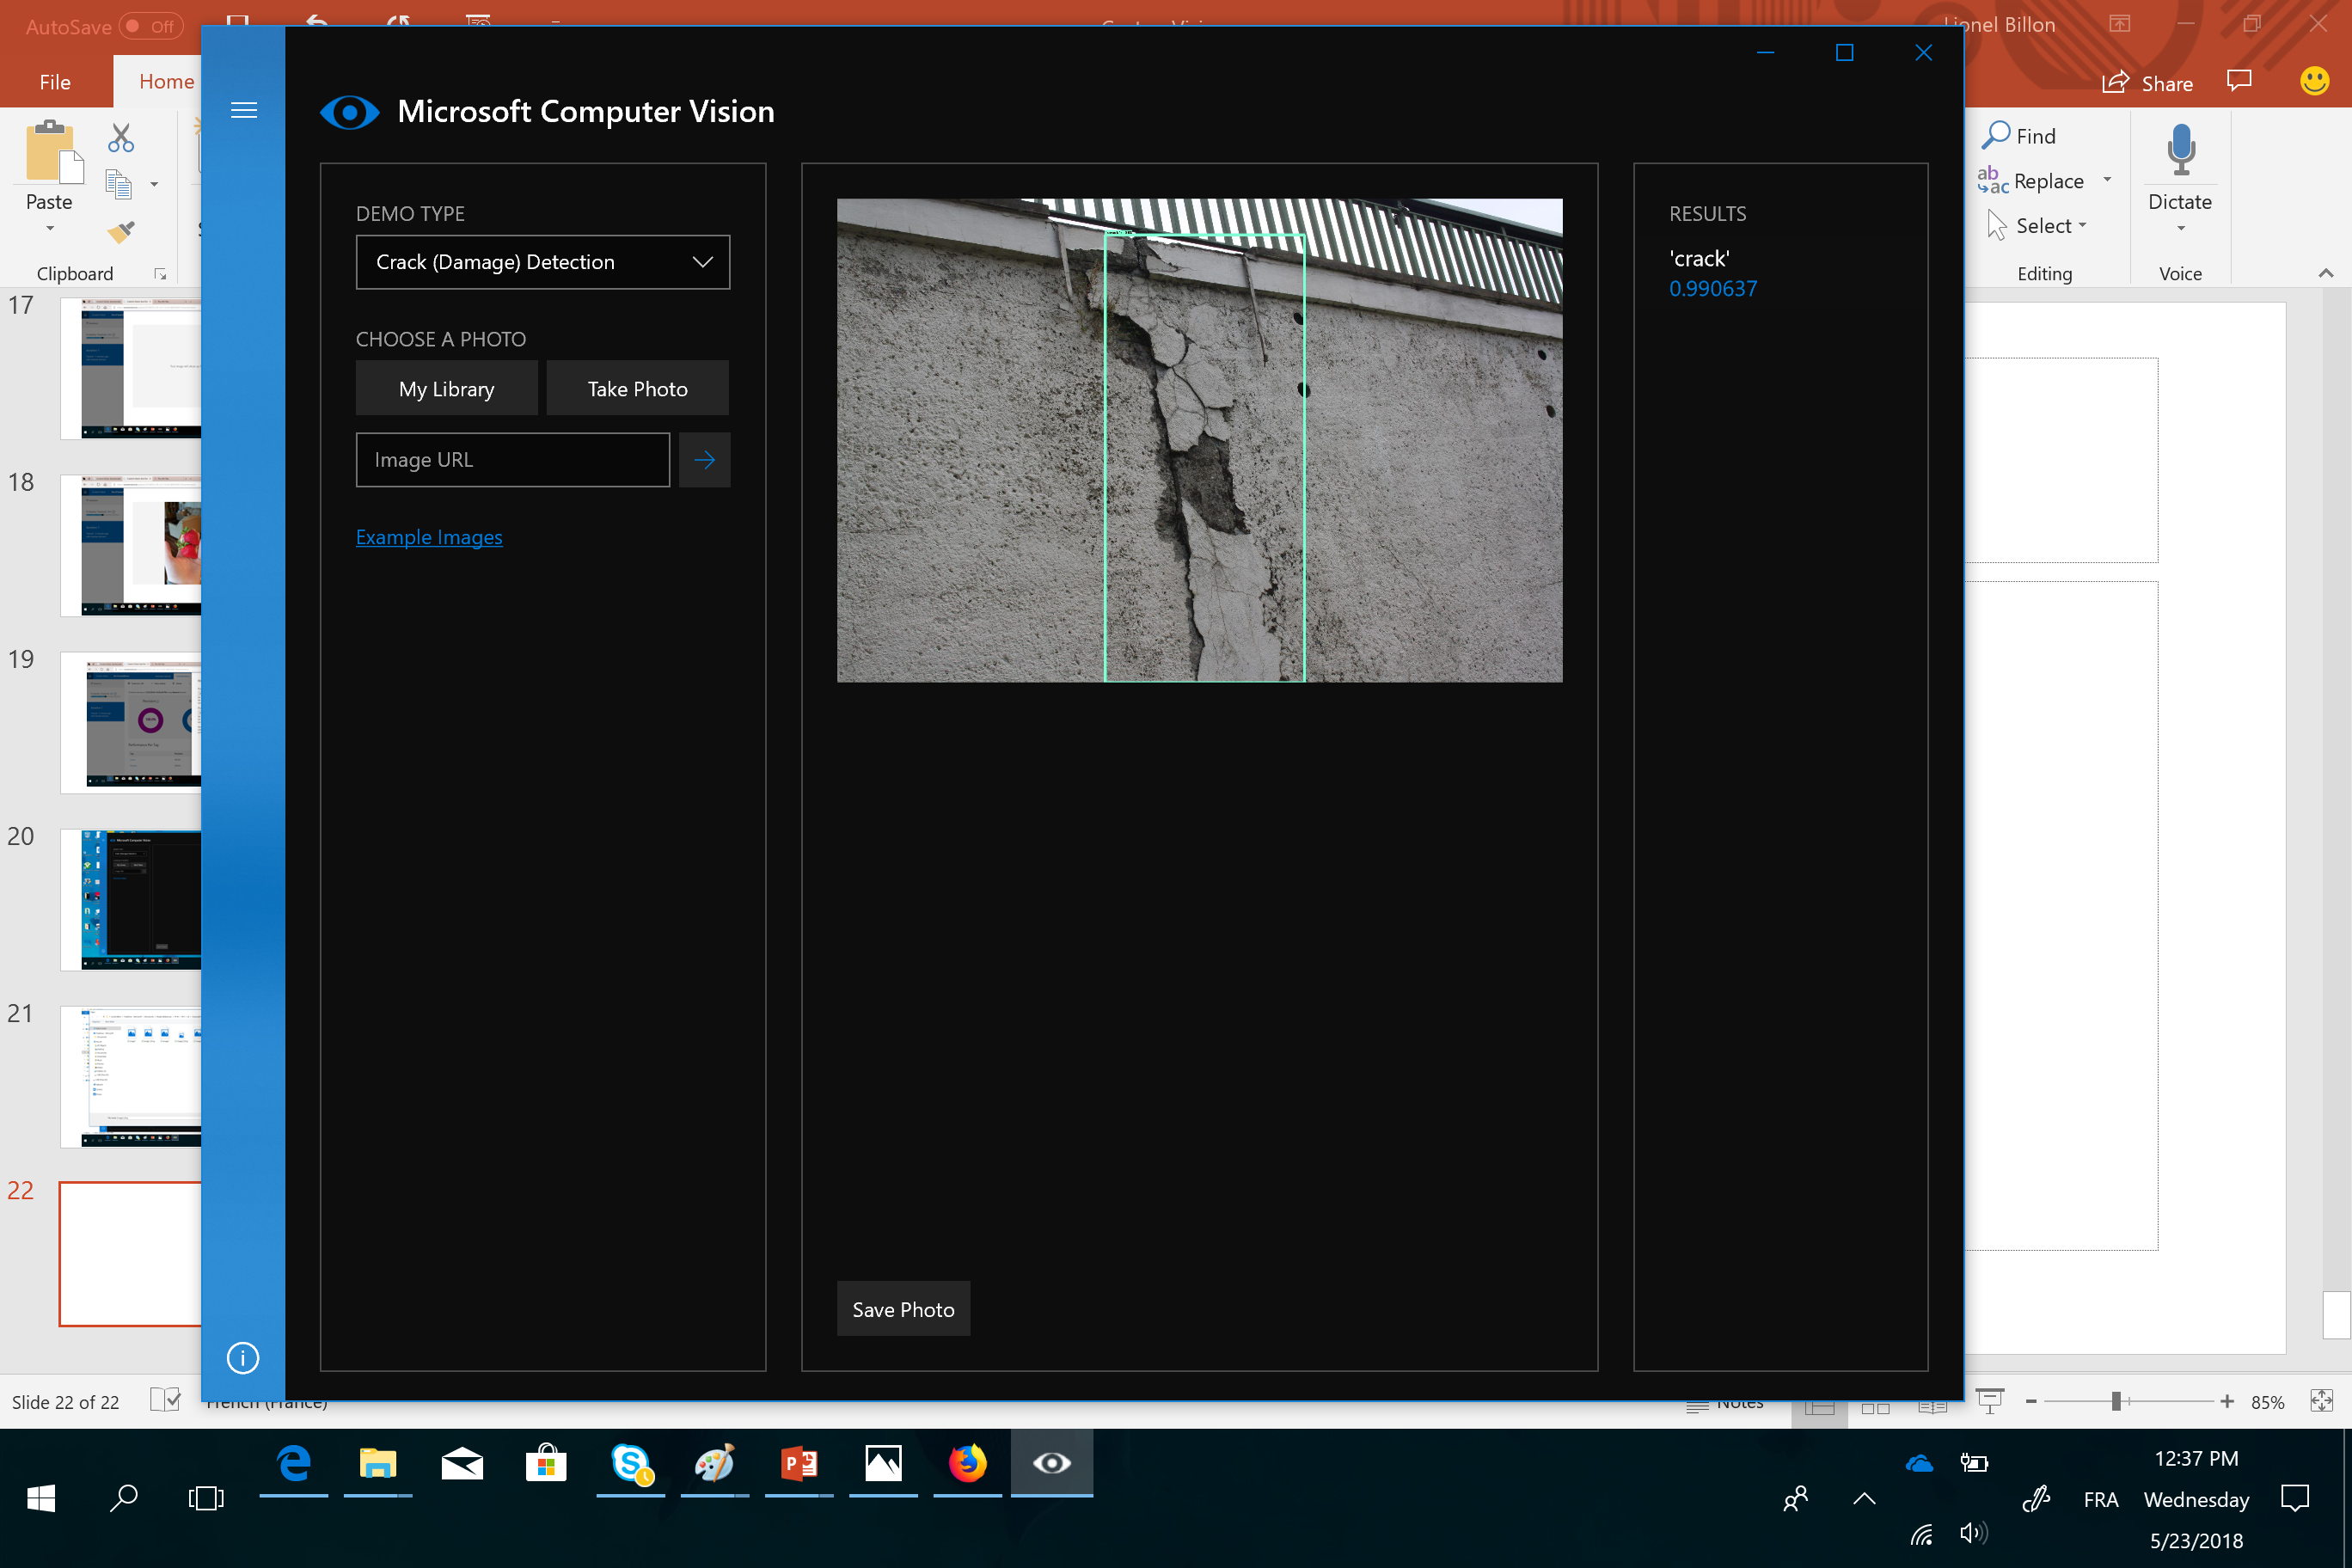 AutoSave Off
Lionel Billon
File
Home
Share
Paste
Clipboard
Find
Replace
Select
Editing
Dictate
Voice
17
18
19
20
21
22
Microsoft Computer Vision
DEMO TYPE
Crack (Damage) Detection
CHOOSE A PHOTO
My Library
Take Photo
Image URL
Example Images
Save Photo
RESULTS
'crack'
0.990637
Slide 22 of 22
French (France)
Notes
85%
12:37 PM
FRA
Wednesday
5/23/2018